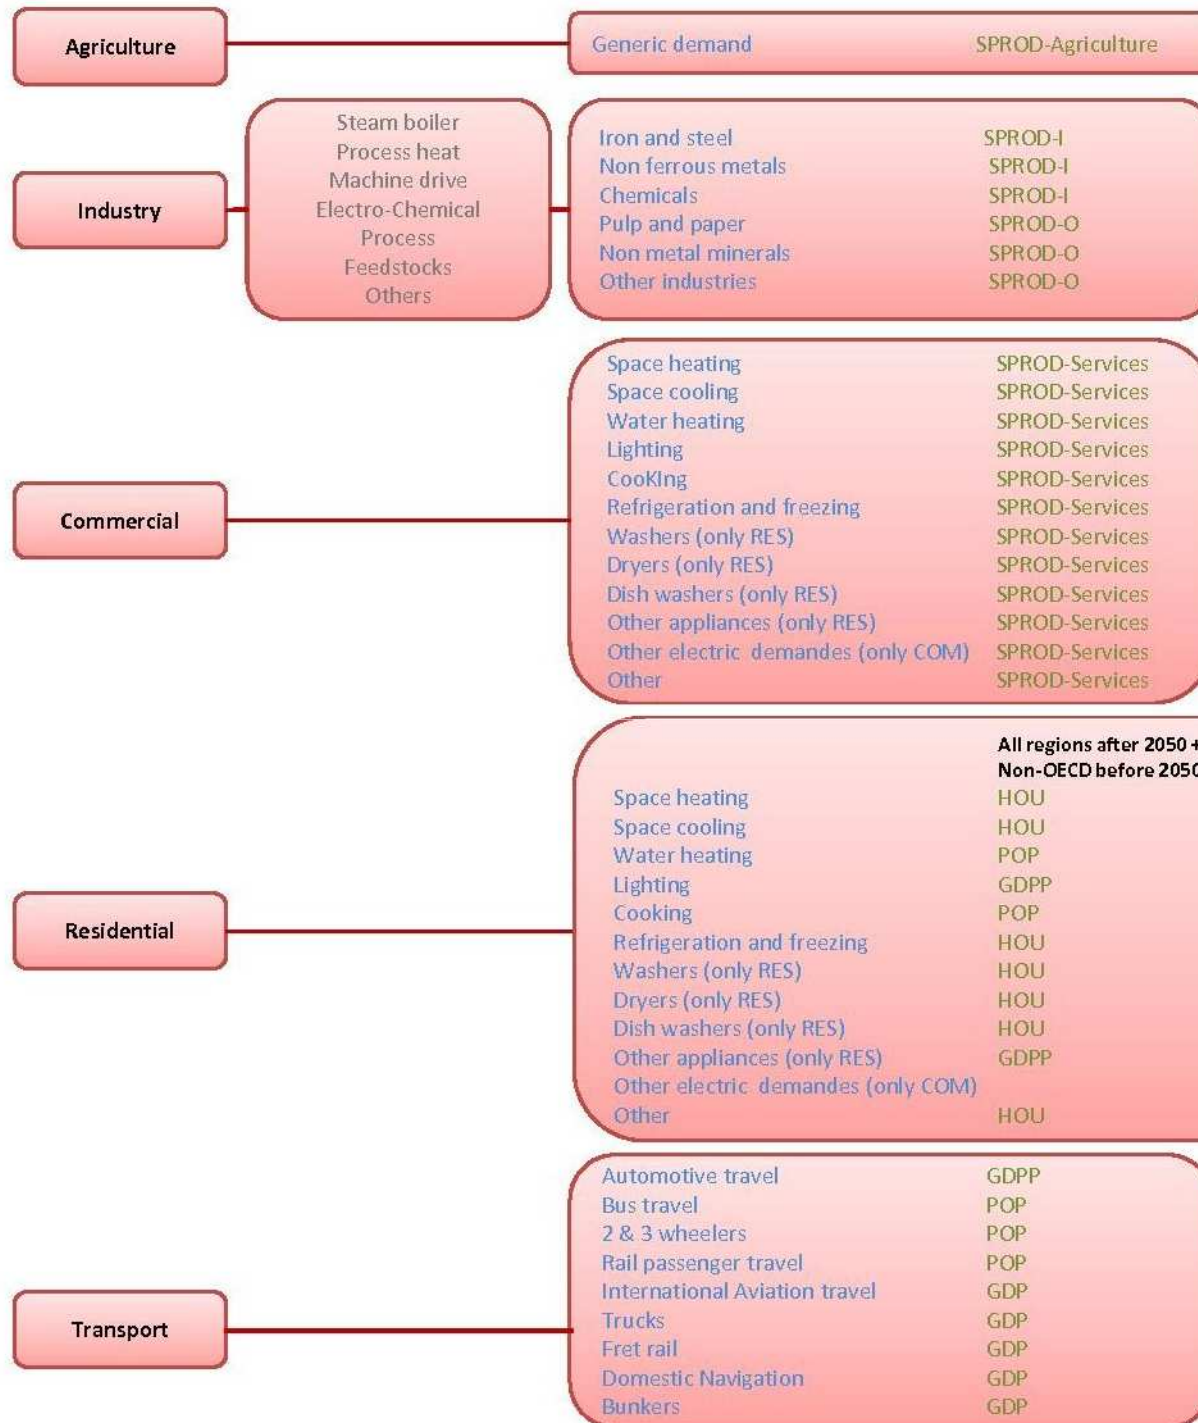 Agriculture
Generic demand SPROD-Agriculture
Industry
Steam boiler
Process heat
Machine drive
Electro-Chemical
Process
Feedstocks
Others
Iron and steel SPROD-I
Non ferrous metals SPROD-I
Chemicals SPROD-I
Pulp and paper SPROD-O
Non metal minerals SPROD-O
Other industries SPROD-O
Commercial
Space heating SPROD-Services
Space cooling SPROD-Services
Water heating SPROD-Services
Lighting SPROD-Services
CooKIng SPROD-Services
Refrigeration and freezing SPROD-Services
Washers (only RES) SPROD-Services
Dryers (only RES) SPROD-Services
Dish washers (only RES) SPROD-Services
Other appliances (only RES) SPROD-Services
Other electric demandes (only COM) SPROD-Services
Other SPROD-Services
Residential
All regions after 2050 +
Non-OECD before 2050
Space heating HOU
Space cooling HOU
Water heating POP
Lighting GDPP
Cooking POP
Refrigeration and freezing HOU
Washers (only RES) HOU
Dryers (only RES) HOU
Dish washers (only RES) HOU
Other appliances (only RES) GDPP
Other electric demandes (only COM)
Other HOU
Transport
Automotive travel GDPP
Bus travel POP
2 & 3 wheelers POP
Rail passenger travel POP
International Aviation travel GDP
Trucks GDP
Fret rail GDP
Domestic Navigation GDP
Bunkers GDP